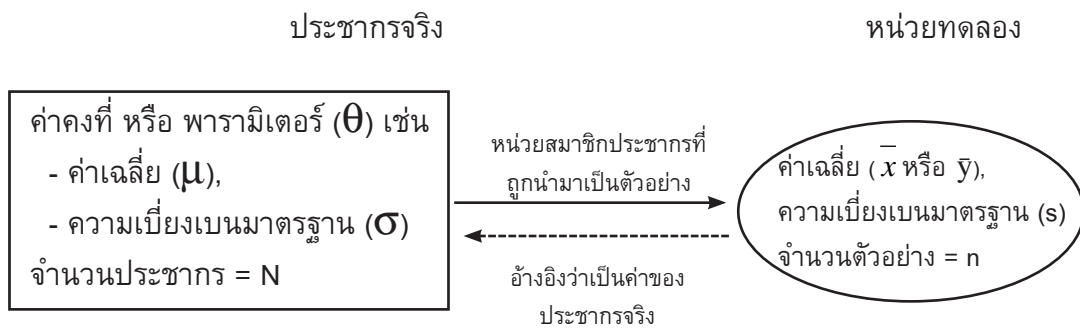 ประชากรจริง
หน่วยทดลอง
ค่าคงที่ หรือ พารามิเตอร์ (θ) เช่น
- ค่าเฉลี่ย (μ),
- ความเบี่ยงเบนมาตรฐาน (σ)
จำนวนประชากร = N
หน่วยสมาชิกประชากรที่
ถูกนำมาเป็นตัวอย่าง
อ้างอิงว่าเป็นค่าของ
ประชากรจริง
ค่าเฉลี่ย ( x̄ หรือ ȳ),
ความเบี่ยงเบนมาตรฐาน (s)
จำนวนตัวอย่าง = n